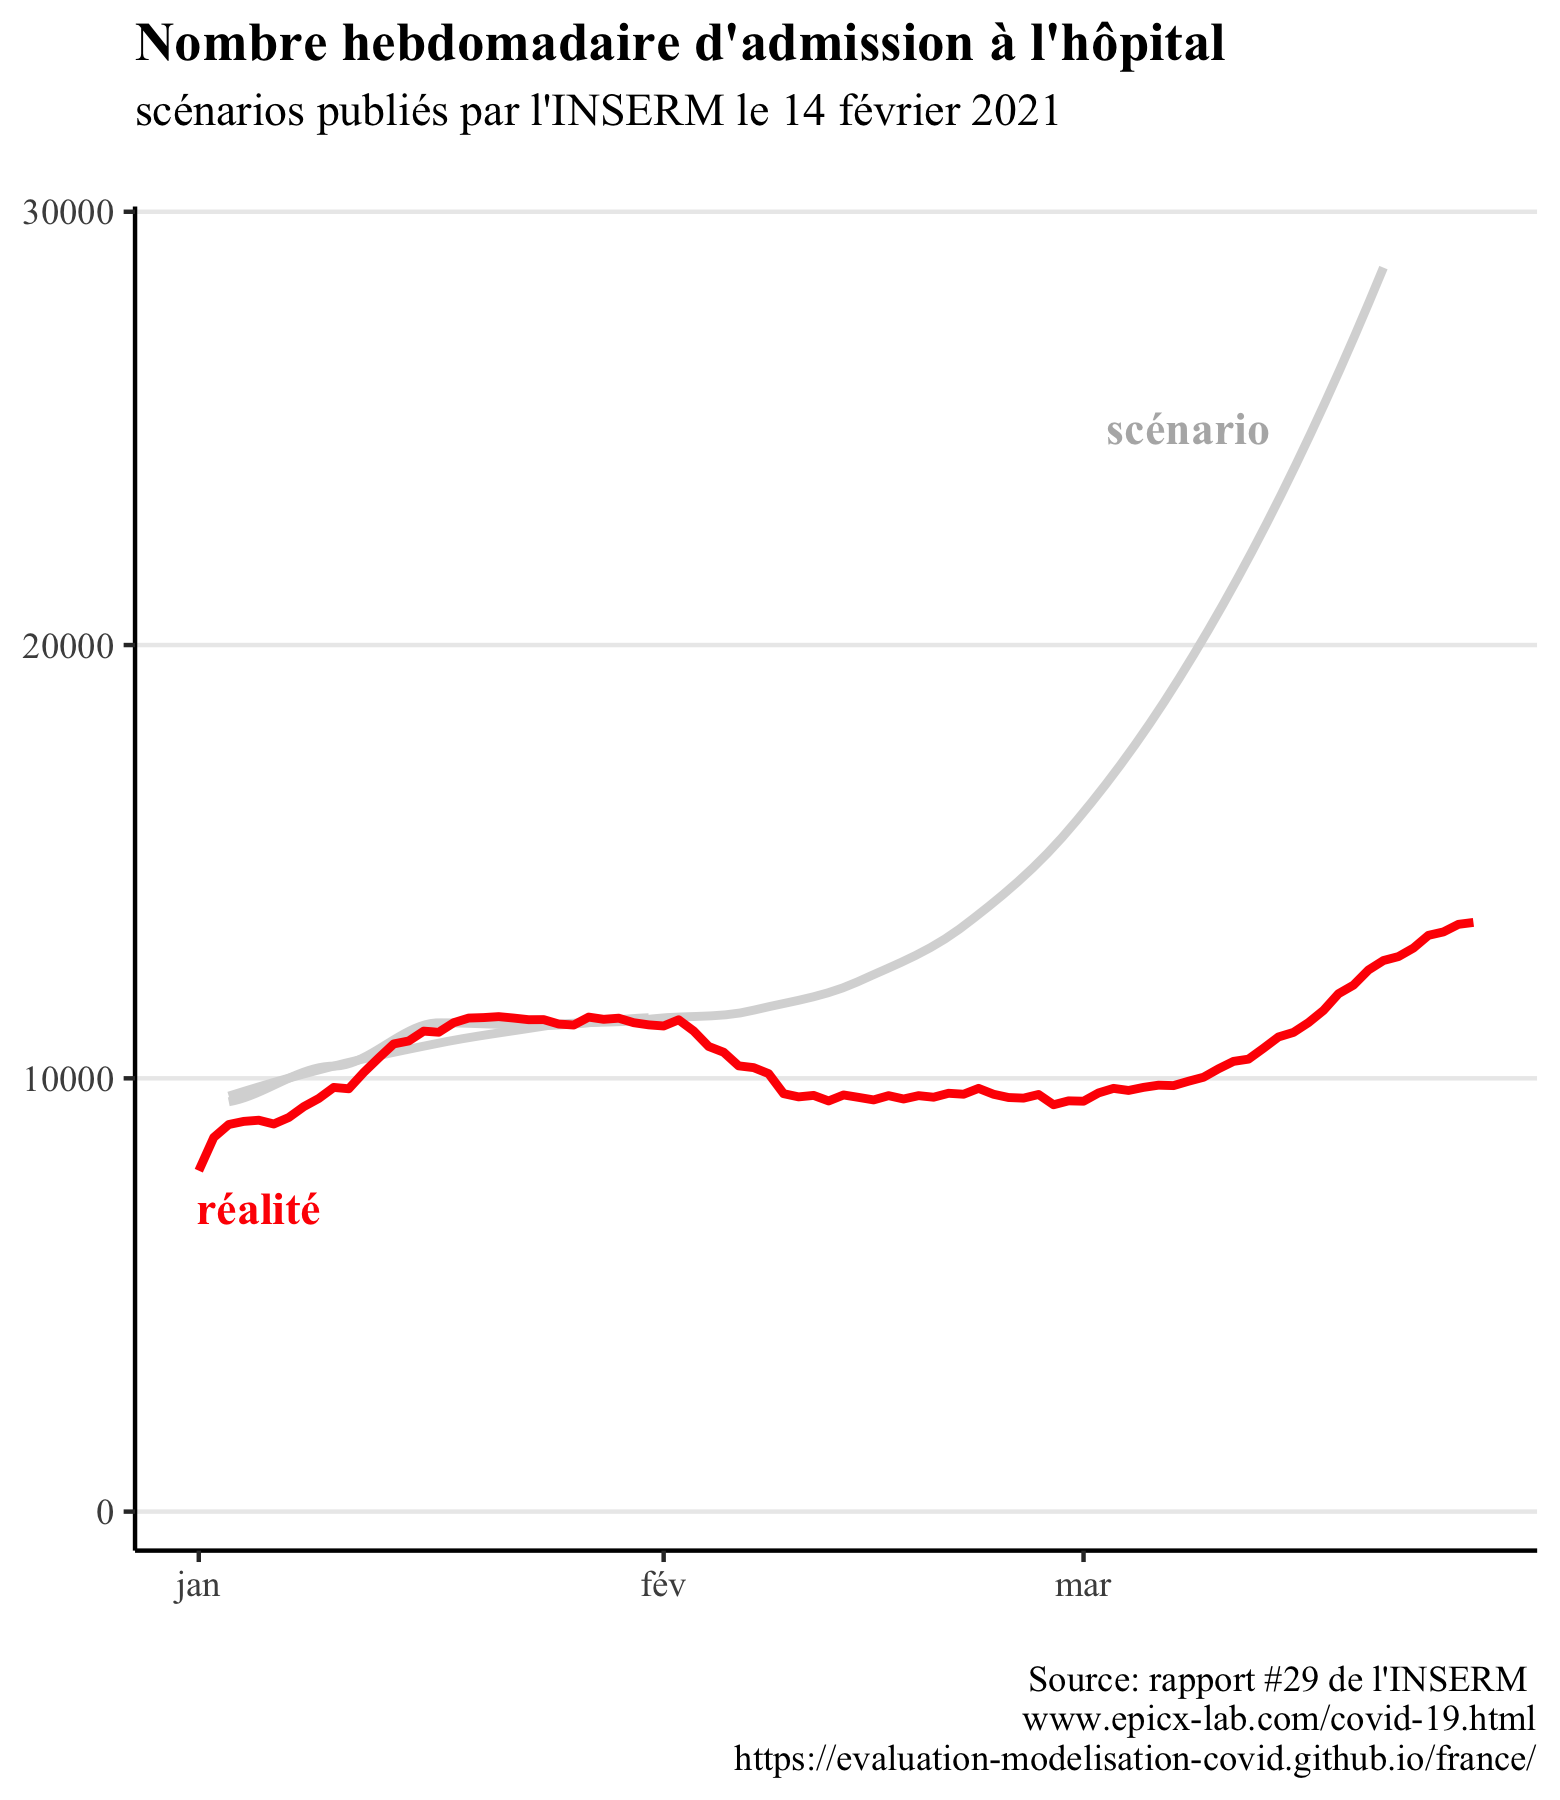 Nombre hebdomadaire d'admission à l'hôpital
scénarios publiés par l'INSERM le 14 février 2021
30000
scénario
20000
10000
réalité
0
jan fév mar
Source: rapport #29 de l'INSERM
www.epicx-lab.com/covid-19.html
https://evaluation-modelisation-covid.github.io/france/